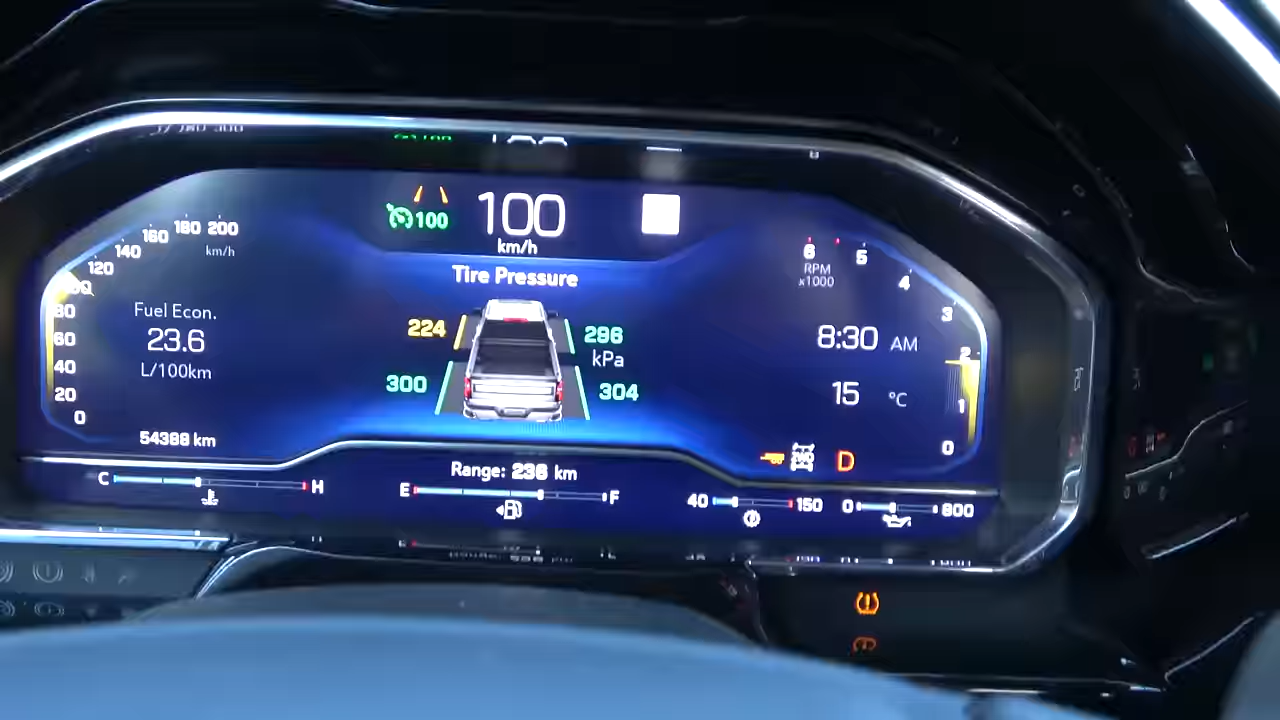 100
100
km/h
Tire Pressure
224
296
kPa
300
304
200
180
160
140
120
80
60
40
20
0
km/h
Fuel Econ.
23.6
L/100km
54388 km
6
5
4
3
2
1
0
RPM
x1000
8:30 AM
15 °C
2WD
D
C H
Range: 236 km
E F
40 150
0 800